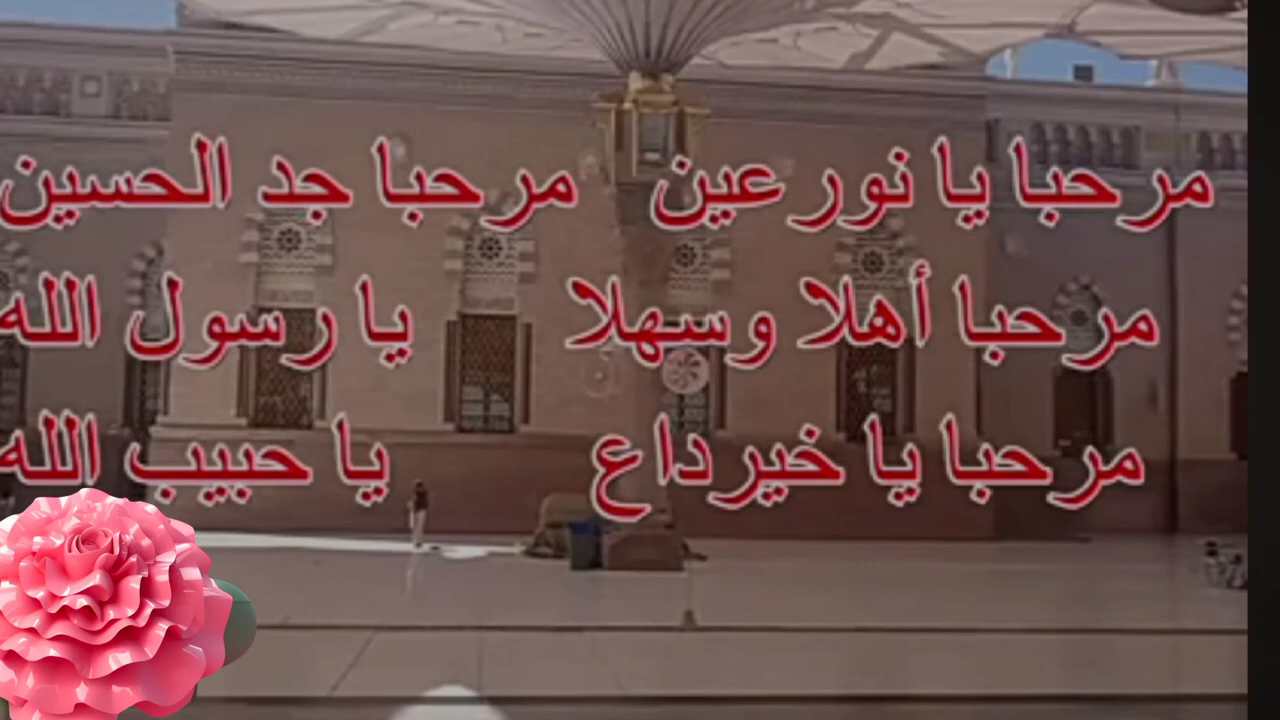 مرحبا يا نور عين مرحبا جد الحسين
مرحبا أهلا وسهلا يا رسول الله
مرحبا يا خير داع يا حبيب الله